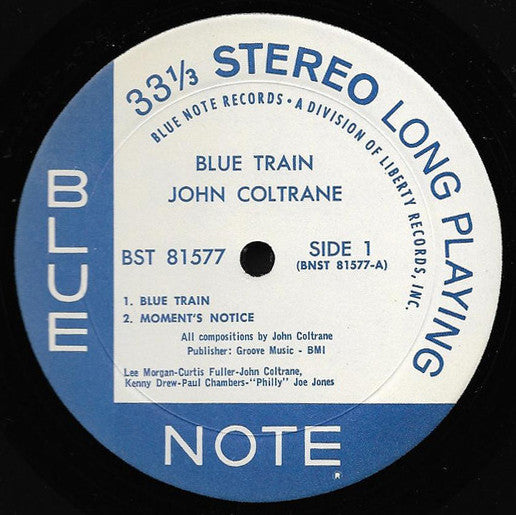 33⅓ STEREO LONG PLAYING
BLUE NOTE RECORDS • A DIVISION OF LIBERTY RECORDS, INC.
BLUE TRAIN
JOHN COLTRANE
BST 81577
SIDE 1
(BNST 81577-A)
1. BLUE TRAIN
2. MOMENT'S NOTICE
All compositions by John Coltrane
Publisher: Groove Music - BMI
Lee Morgan-Curtis Fuller-John Coltrane,
Kenny Drew-Paul Chambers-"Philly" Joe Jones
BLUE
NOTE